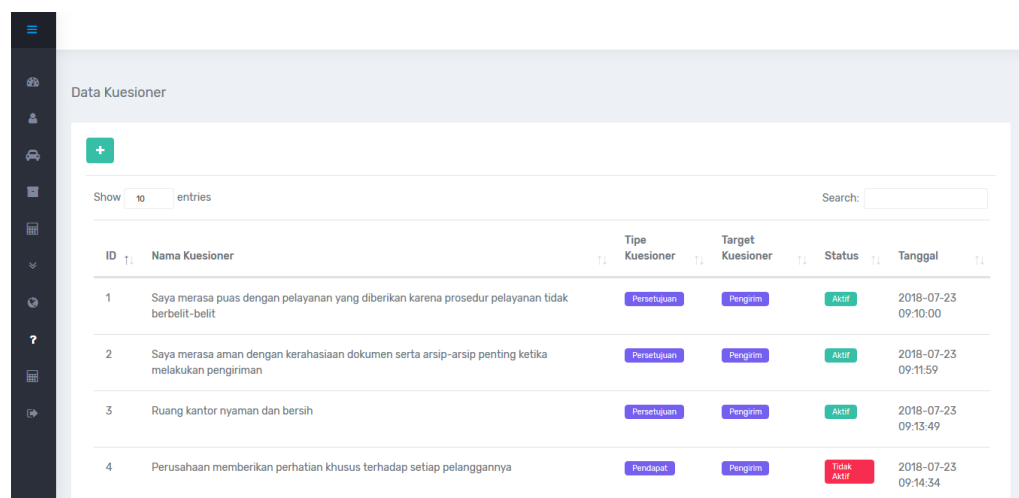 Data Kuesioner
+
Show 10 entries
Search:
ID Nama Kuesioner Tipe Kuesioner Target Kuesioner Status Tanggal
1 Saya merasa puas dengan pelayanan yang diberikan karena prosedur pelayanan tidak berbelit-belit Persetujuan Pengirim Aktif 2018-07-23 09:10:00
2 Saya merasa aman dengan kerahasiaan dokumen serta arsip-arsip penting ketika melakukan pengiriman Persetujuan Pengirim Aktif 2018-07-23 09:11:59
3 Ruang kantor nyaman dan bersih Persetujuan Pengirim Aktif 2018-07-23 09:13:49
4 Perusahaan memberikan perhatian khusus terhadap setiap pelanggannya Pendapat Pengirim Tidak Aktif 2018-07-23 09:14:34